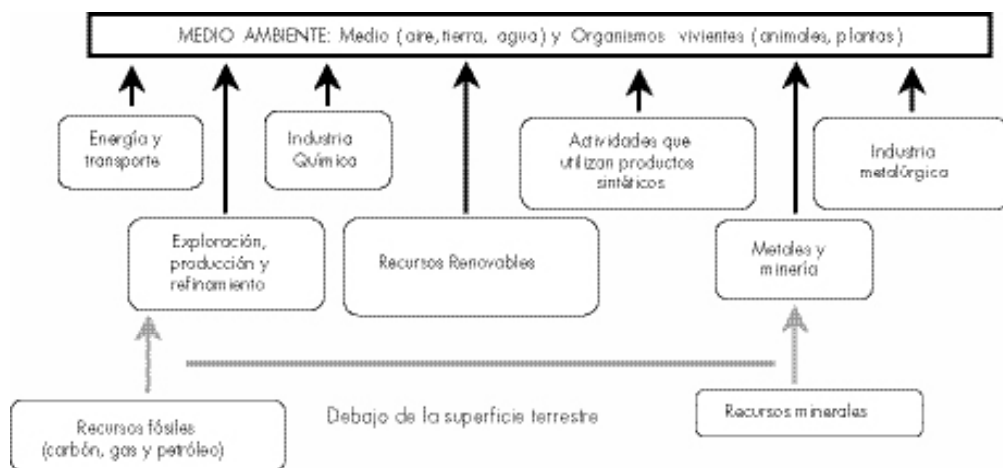 MEDIO AMBIENTE: Medio (aire, tierra, agua) y Organismos vivientes (animales, plantas)
Energía y
transporte
Industria
Química
Actividades que
utilizan productos
sintéticos
Industria
metalúrgica
Exploración,
producción y
refinamiento
Recursos Renovables
Metales y
minería
Recursos fósiles
(carbón, gas y petróleo)
Debajo de la superficie terrestre
Recursos minerales